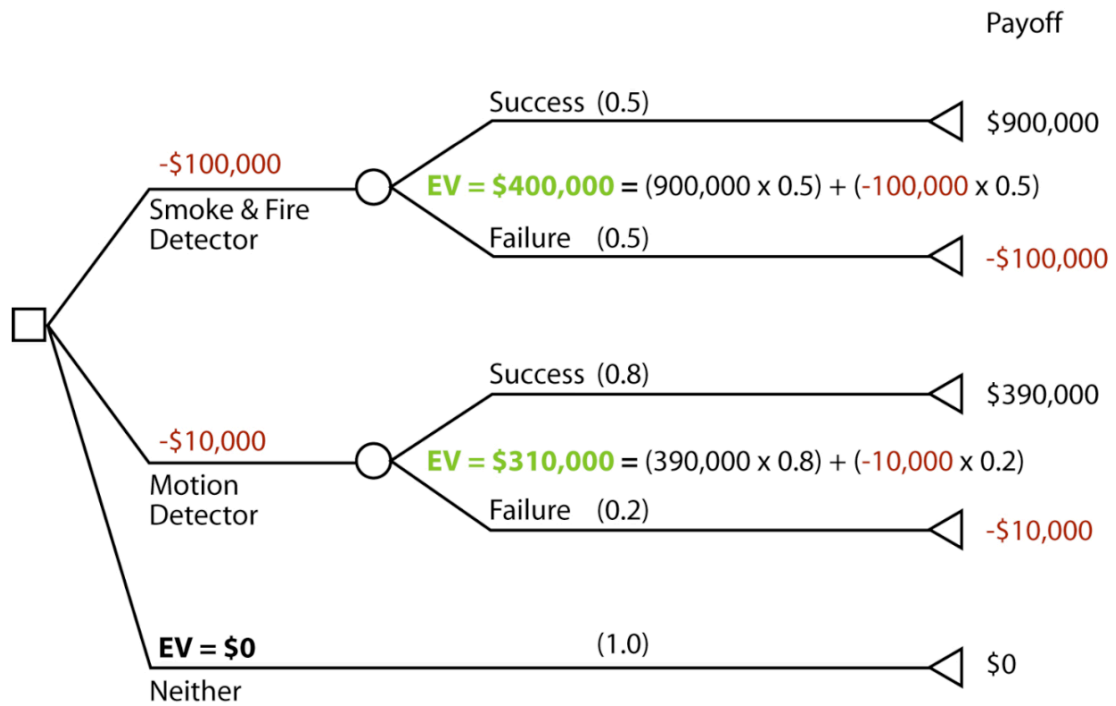 Payoff
Success (0.5)
$900,000
-$100,000
EV = $400,000 = (900,000 x 0.5) + (-100,000 x 0.5)
Smoke & Fire
Detector
Failure (0.5)
-$100,000
Success (0.8)
$390,000
-$10,000
EV = $310,000 = (390,000 x 0.8) + (-10,000 x 0.2)
Motion
Detector
Failure (0.2)
-$10,000
EV = $0
(1.0)
$0
Neither